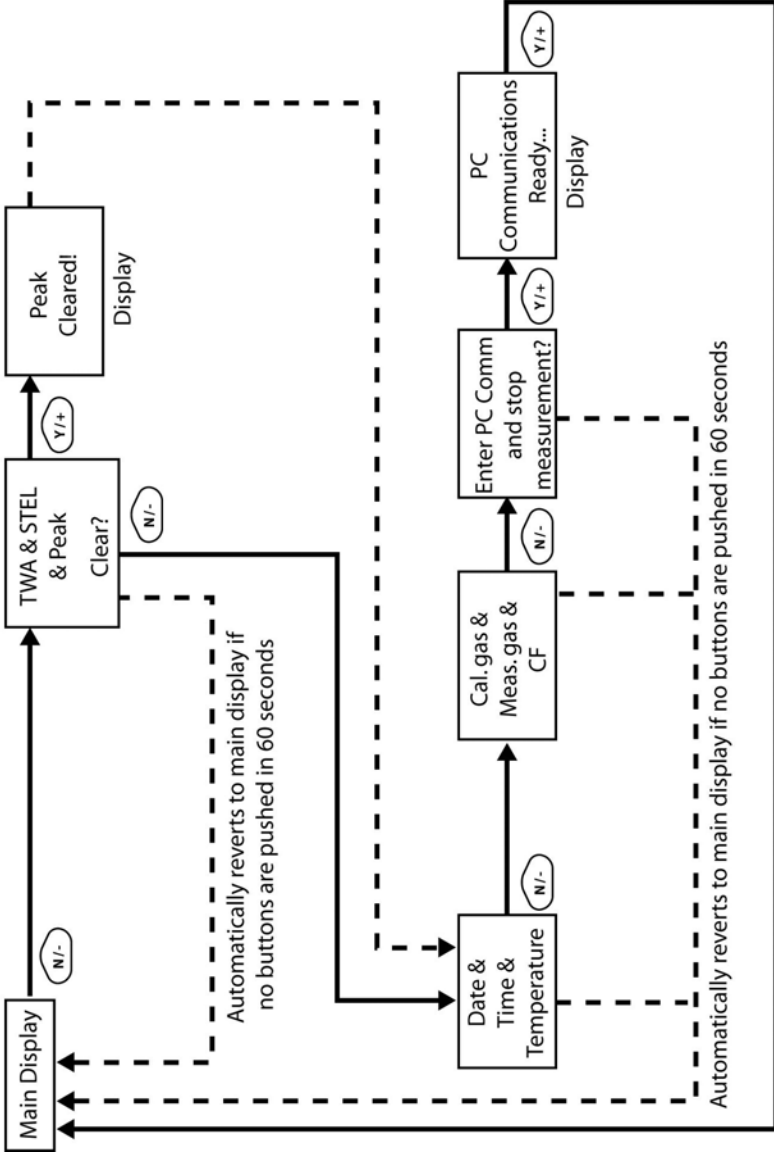 Main Display
N/-
TWA & STEL
& Peak
Clear?
Y/+
Peak
Cleared!
Display
N/-
Automatically reverts to main display if
no buttons are pushed in 60 seconds
Date &
Time &
Temperature
N/-
Cal. gas &
Meas. gas &
CF
N/-
Enter PC Comm
and stop
measurement?
Y/+
PC
Communications
Ready...
Display
Y/+
Automatically reverts to main display if no buttons are pushed in 60 seconds